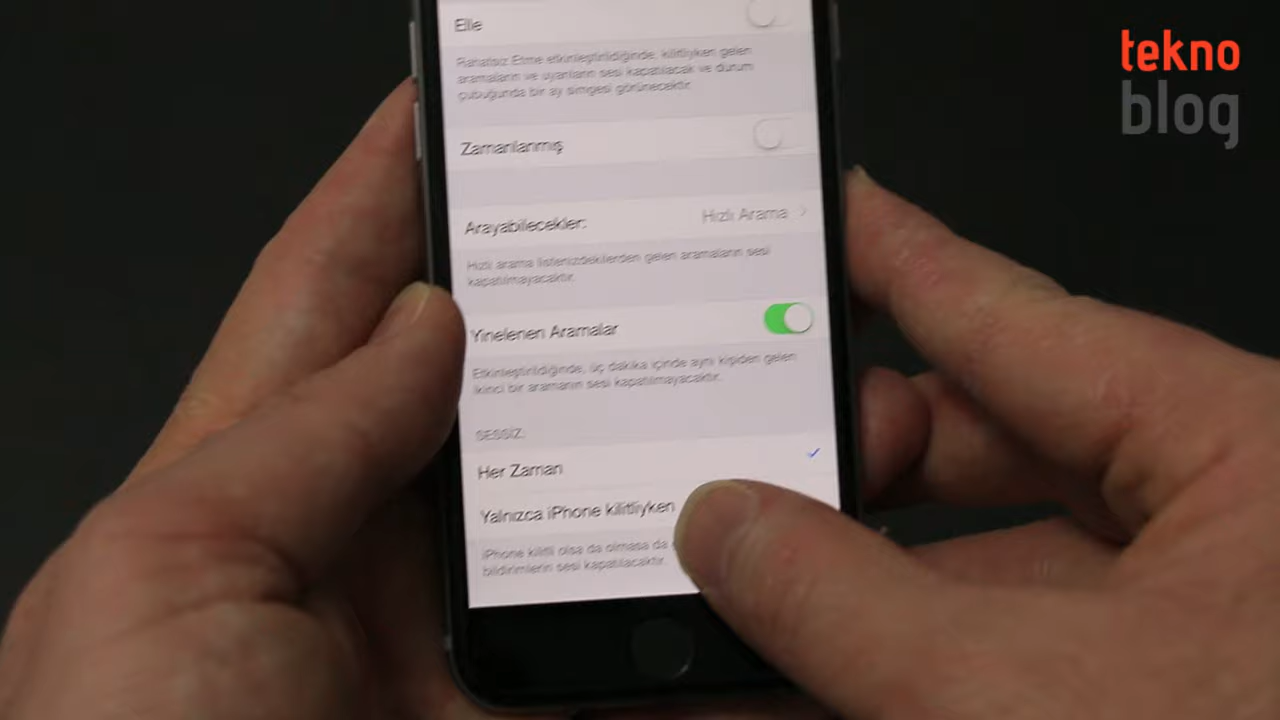 tekno
blog
Elle
Rahatsız Etme etkinleştirildiğinde, kilitliyken gelen
aramaların ve uyarıların sesi kapatılacak ve durum
çubuğunda bir ay simgesi görünecektir.
Zamanlanmış
Arayabilecekler: Hızlı Arama
Hızlı arama listenizdekilerden gelen aramaların sesi
kapatılmayacaktır.
Yinelenen Aramalar
Etkinleştirildiğinde, üç dakika içinde aynı kişiden gelen
ikinci bir aramanın sesi kapatılmayacaktır.
SESSİZ:
Her Zaman
Yalnızca iPhone kilitliyken
iPhone kilitli olsa da olmasa da
bildirimlerin sesi kapatılacaktır.